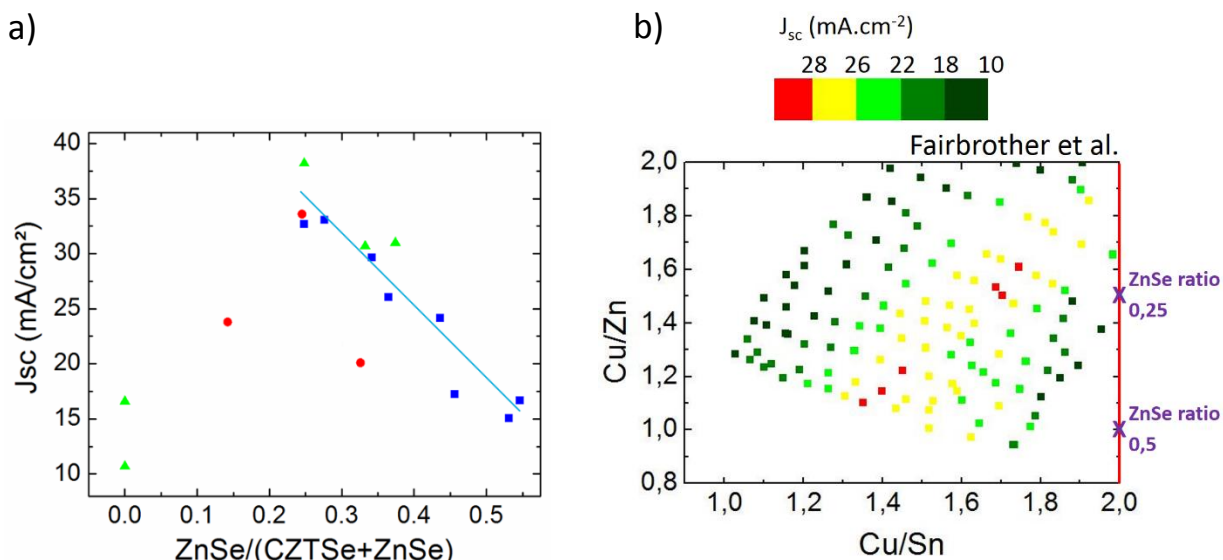 a)
40
35
30
25
20
15
10
Jsc (mA/cm²)
0.0 0.1 0.2 0.3 0.4 0.5
ZnSe/(CZTSe+ZnSe)
b)
Jsc (mA.cm-2)
28 26 22 18 10
Fairbrother et al.
2,0
1,8
1,6
1,4
1,2
1,0
0,8
Cu/Zn
ZnSe ratio
0,25
ZnSe ratio
0,5
1,0 1,2 1,4 1,6 1,8 2,0
Cu/Sn